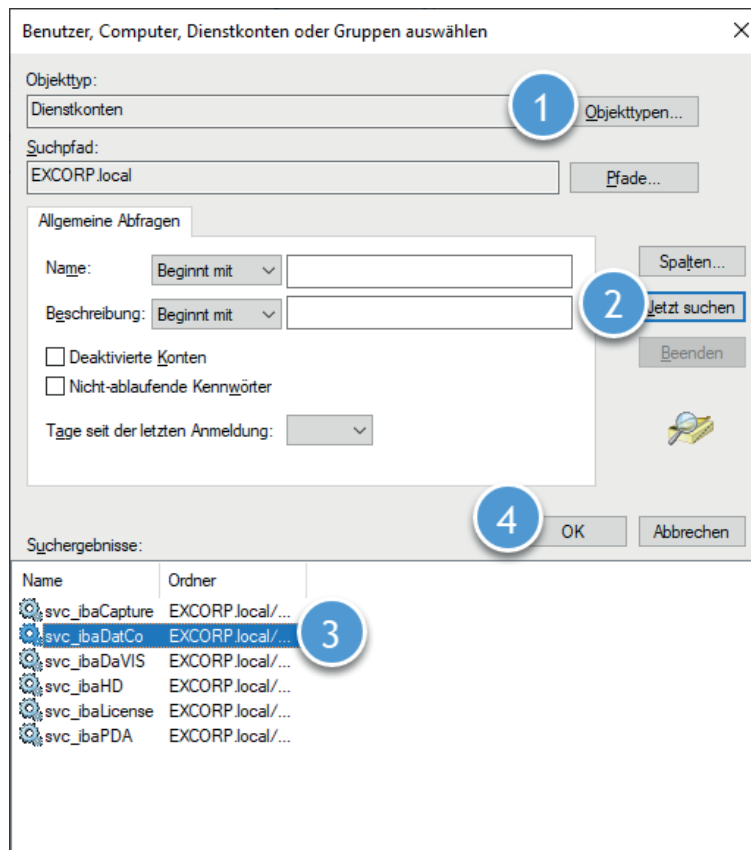 Benutzer, Computer, Dienstkonten oder Gruppen auswählen
Objekttyp:
Dienstkonten
1
Objekttypen...
Suchpfad:
EXCORP.local
Pfade...
Allgemeine Abfragen
Name: Beginnt mit
Spalten...
Beschreibung: Beginnt mit
2
Jetzt suchen
Deaktivierte Konten
Beenden
Nicht-ablaufende Kennwörter
Tage seit der letzten Anmeldung:
4
OK
Abbrechen
Suchergebnisse:
Name Ordner
svc_ibaCapture EXCORP.local/...
svc_ibaDatCo EXCORP.local/...
3
svc_ibaDaVIS EXCORP.local/...
svc_ibaHD EXCORP.local/...
svc_ibaLicense EXCORP.local/...
svc_ibaPDA EXCORP.local/...